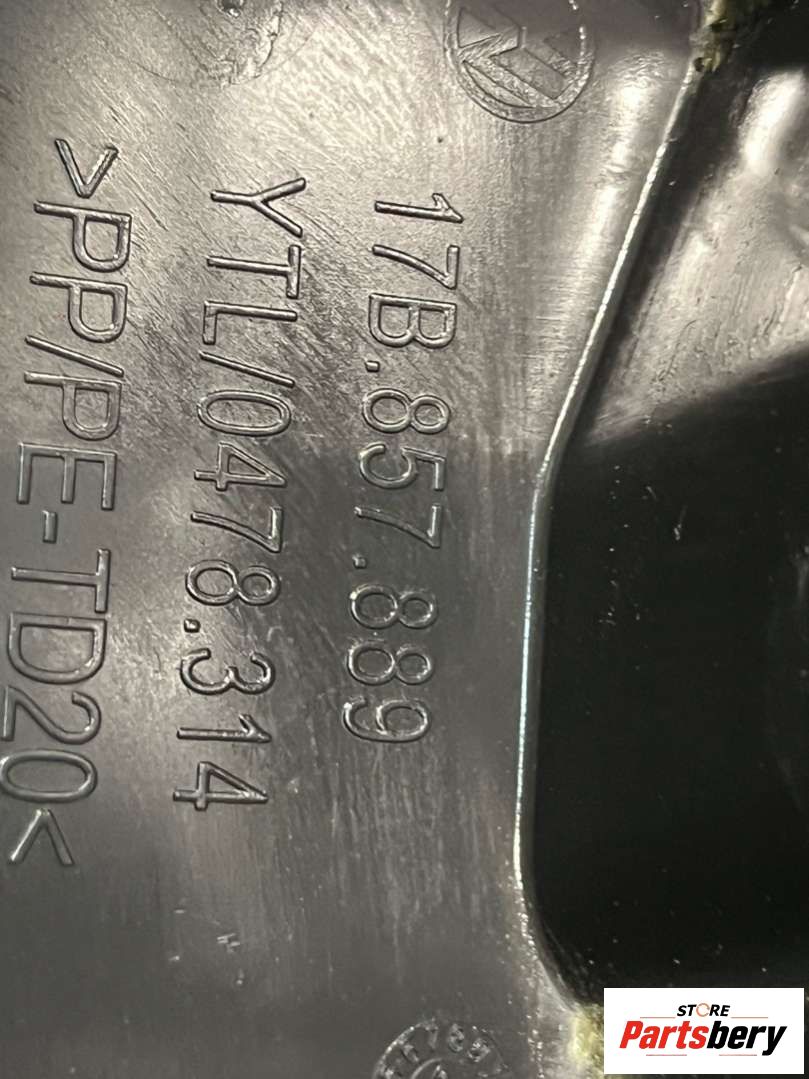 17B.857.889
YTL/0478.314
>PP/PE-TD20<
STORE
Partsbery